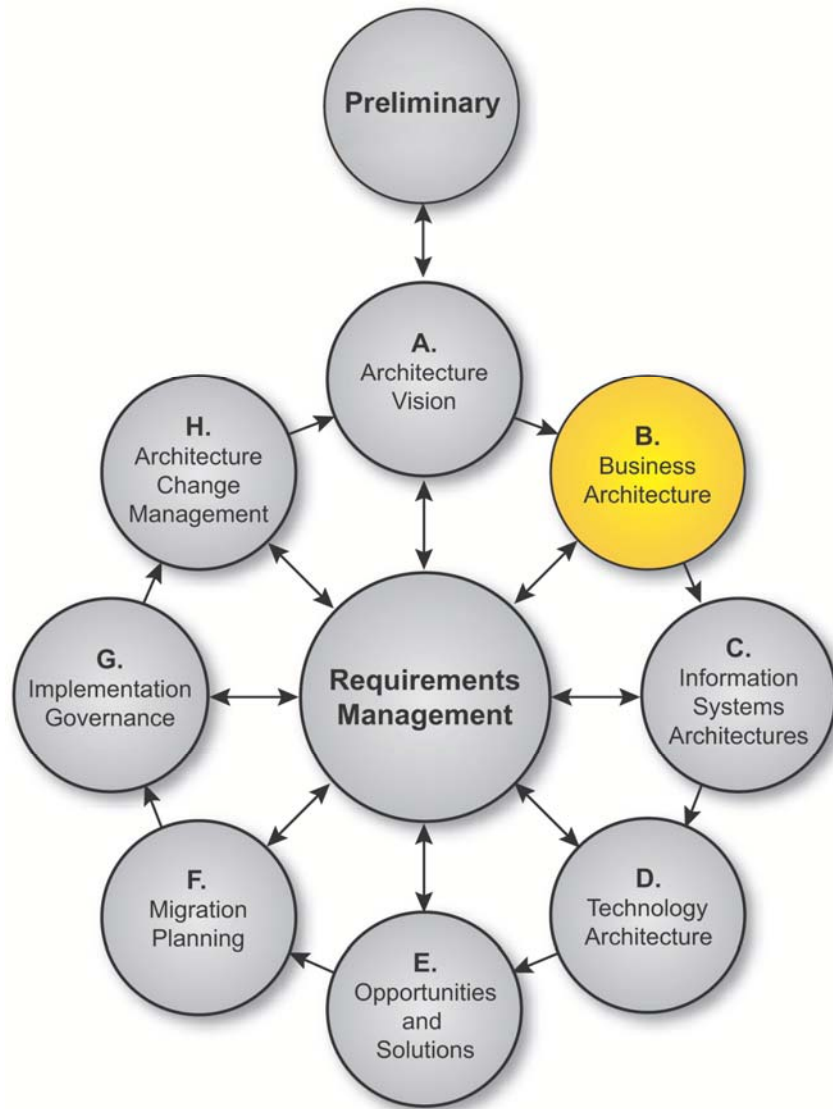 Preliminary
A.
Architecture
Vision
B.
Business
Architecture
C.
Information
Systems
Architectures
D.
Technology
Architecture
E.
Opportunities
and
Solutions
F.
Migration
Planning
G.
Implementation
Governance
H.
Architecture
Change
Management
Requirements
Management